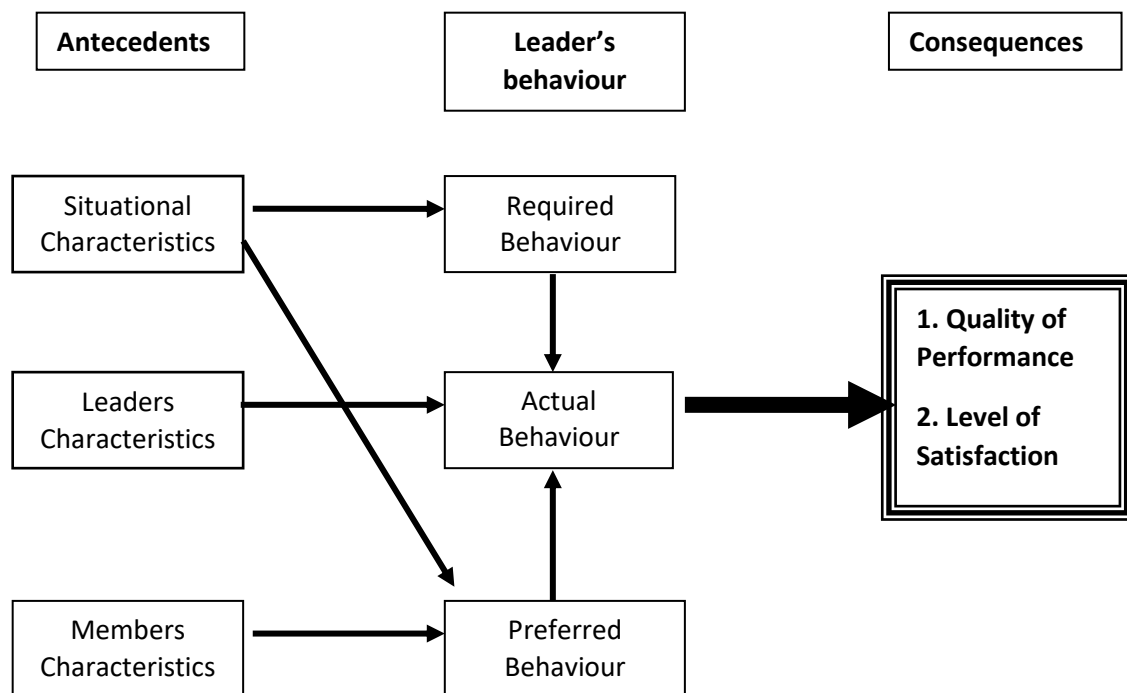 Antecedents
Leader’s
behaviour
Consequences
Situational
Characteristics
Required
Behaviour
Leaders
Characteristics
Actual
Behaviour
1. Quality of
Performance
2. Level of
Satisfaction
Members
Characteristics
Preferred
Behaviour